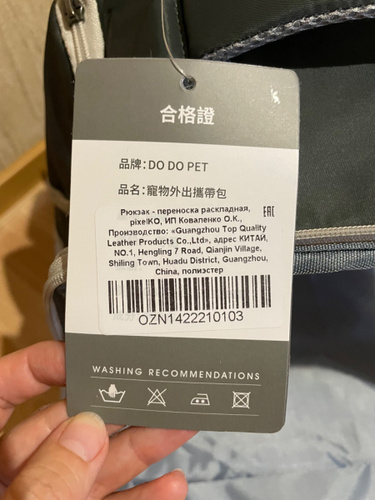 合格證
品牌：DO DO PET
品名：寵物外出攜帶包
Рюкзак - переноска раскладная,
pixelKO, ИП Коваленко О.К.,
Производство: «Guangzhou Top Quality
Leather Products Co.,Ltd», адрес КИТАЙ,
NO.1, Hengling 7 Road, Qianjin Village,
Shiling Town, Huadu District, Guangzhou,
China, полиэстер
EAC
OZN1422210103
WASHING RECOMMENDATIONS